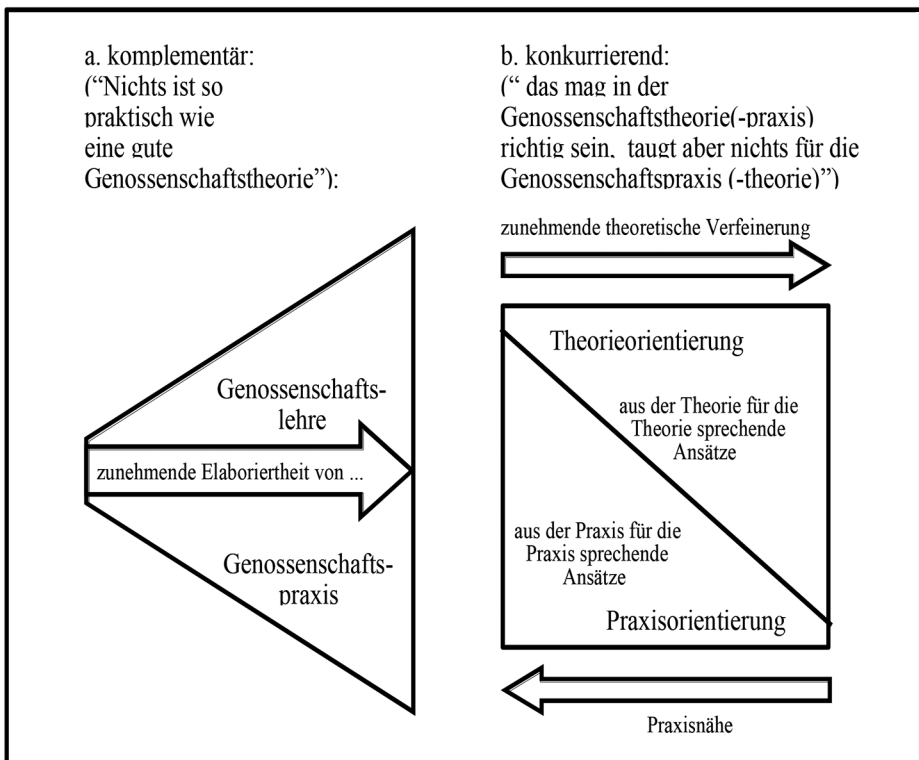 a. komplementär:
(“Nichts ist so
praktisch wie
eine gute
Genossenschaftstheorie”):
b. konkurrierend:
(“ das mag in der
Genossenschaftstheorie(-praxis)
richtig sein, taugt aber nichts für die
Genossenschaftspraxis (-theorie)”)
Genossenschafts-
lehre
zunehmende Elaboriertheit von ...
Genossenschafts-
praxis
zunehmende theoretische Verfeinerung
Theorieorientierung
aus der Theorie für die
Theorie sprechende
Ansätze
aus der Praxis für die
Praxis sprechende
Ansätze
Praxisorientierung
Praxisnähe